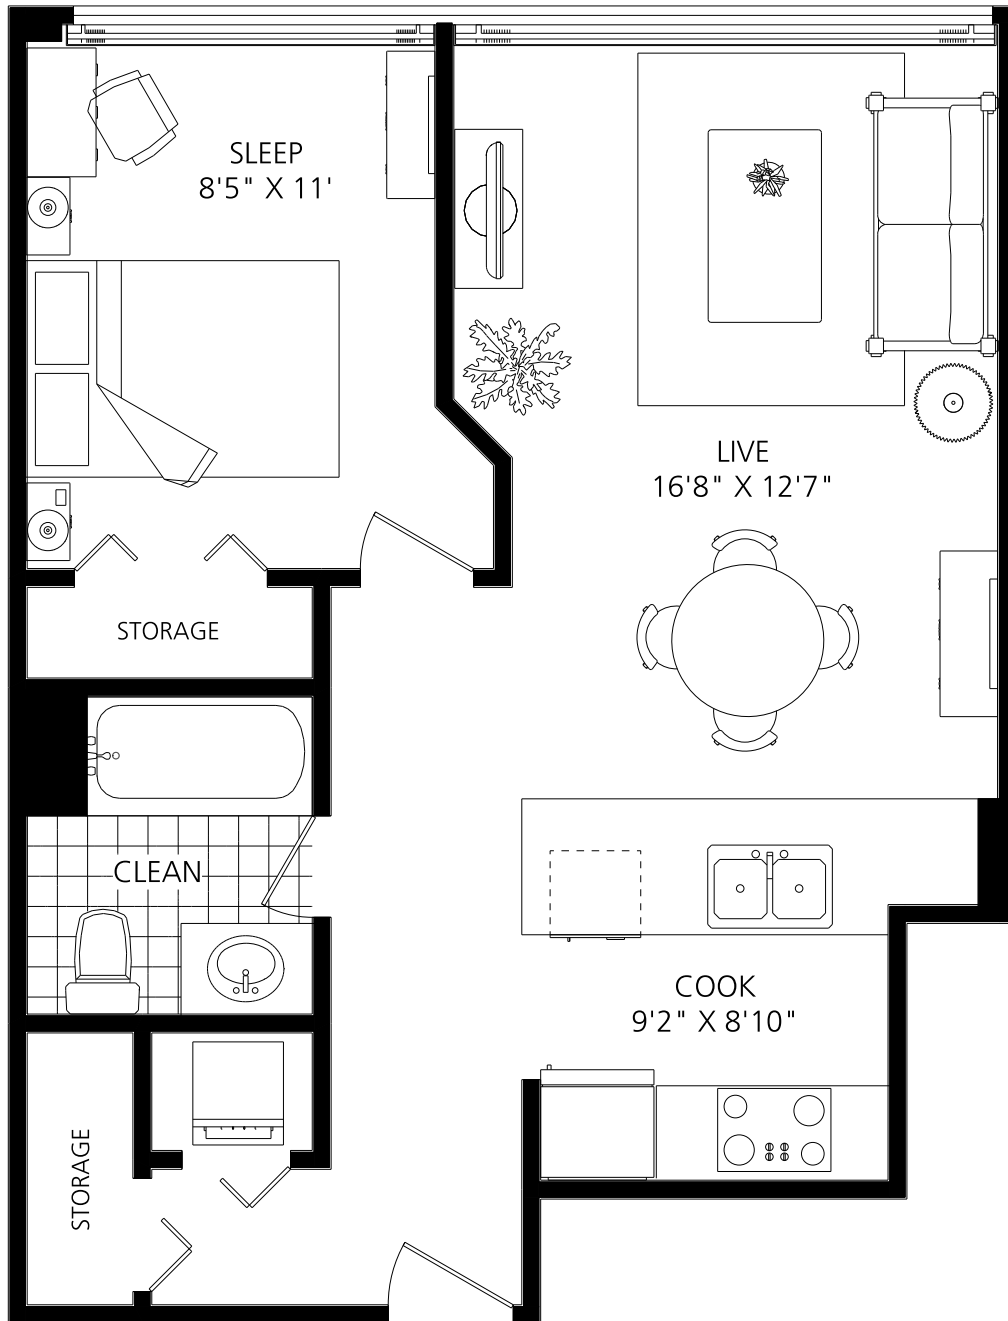 SLEEP
8'5" X 11'
LIVE
16'8" X 12'7"
STORAGE
CLEAN
COOK
9'2" X 8'10"
STORAGE